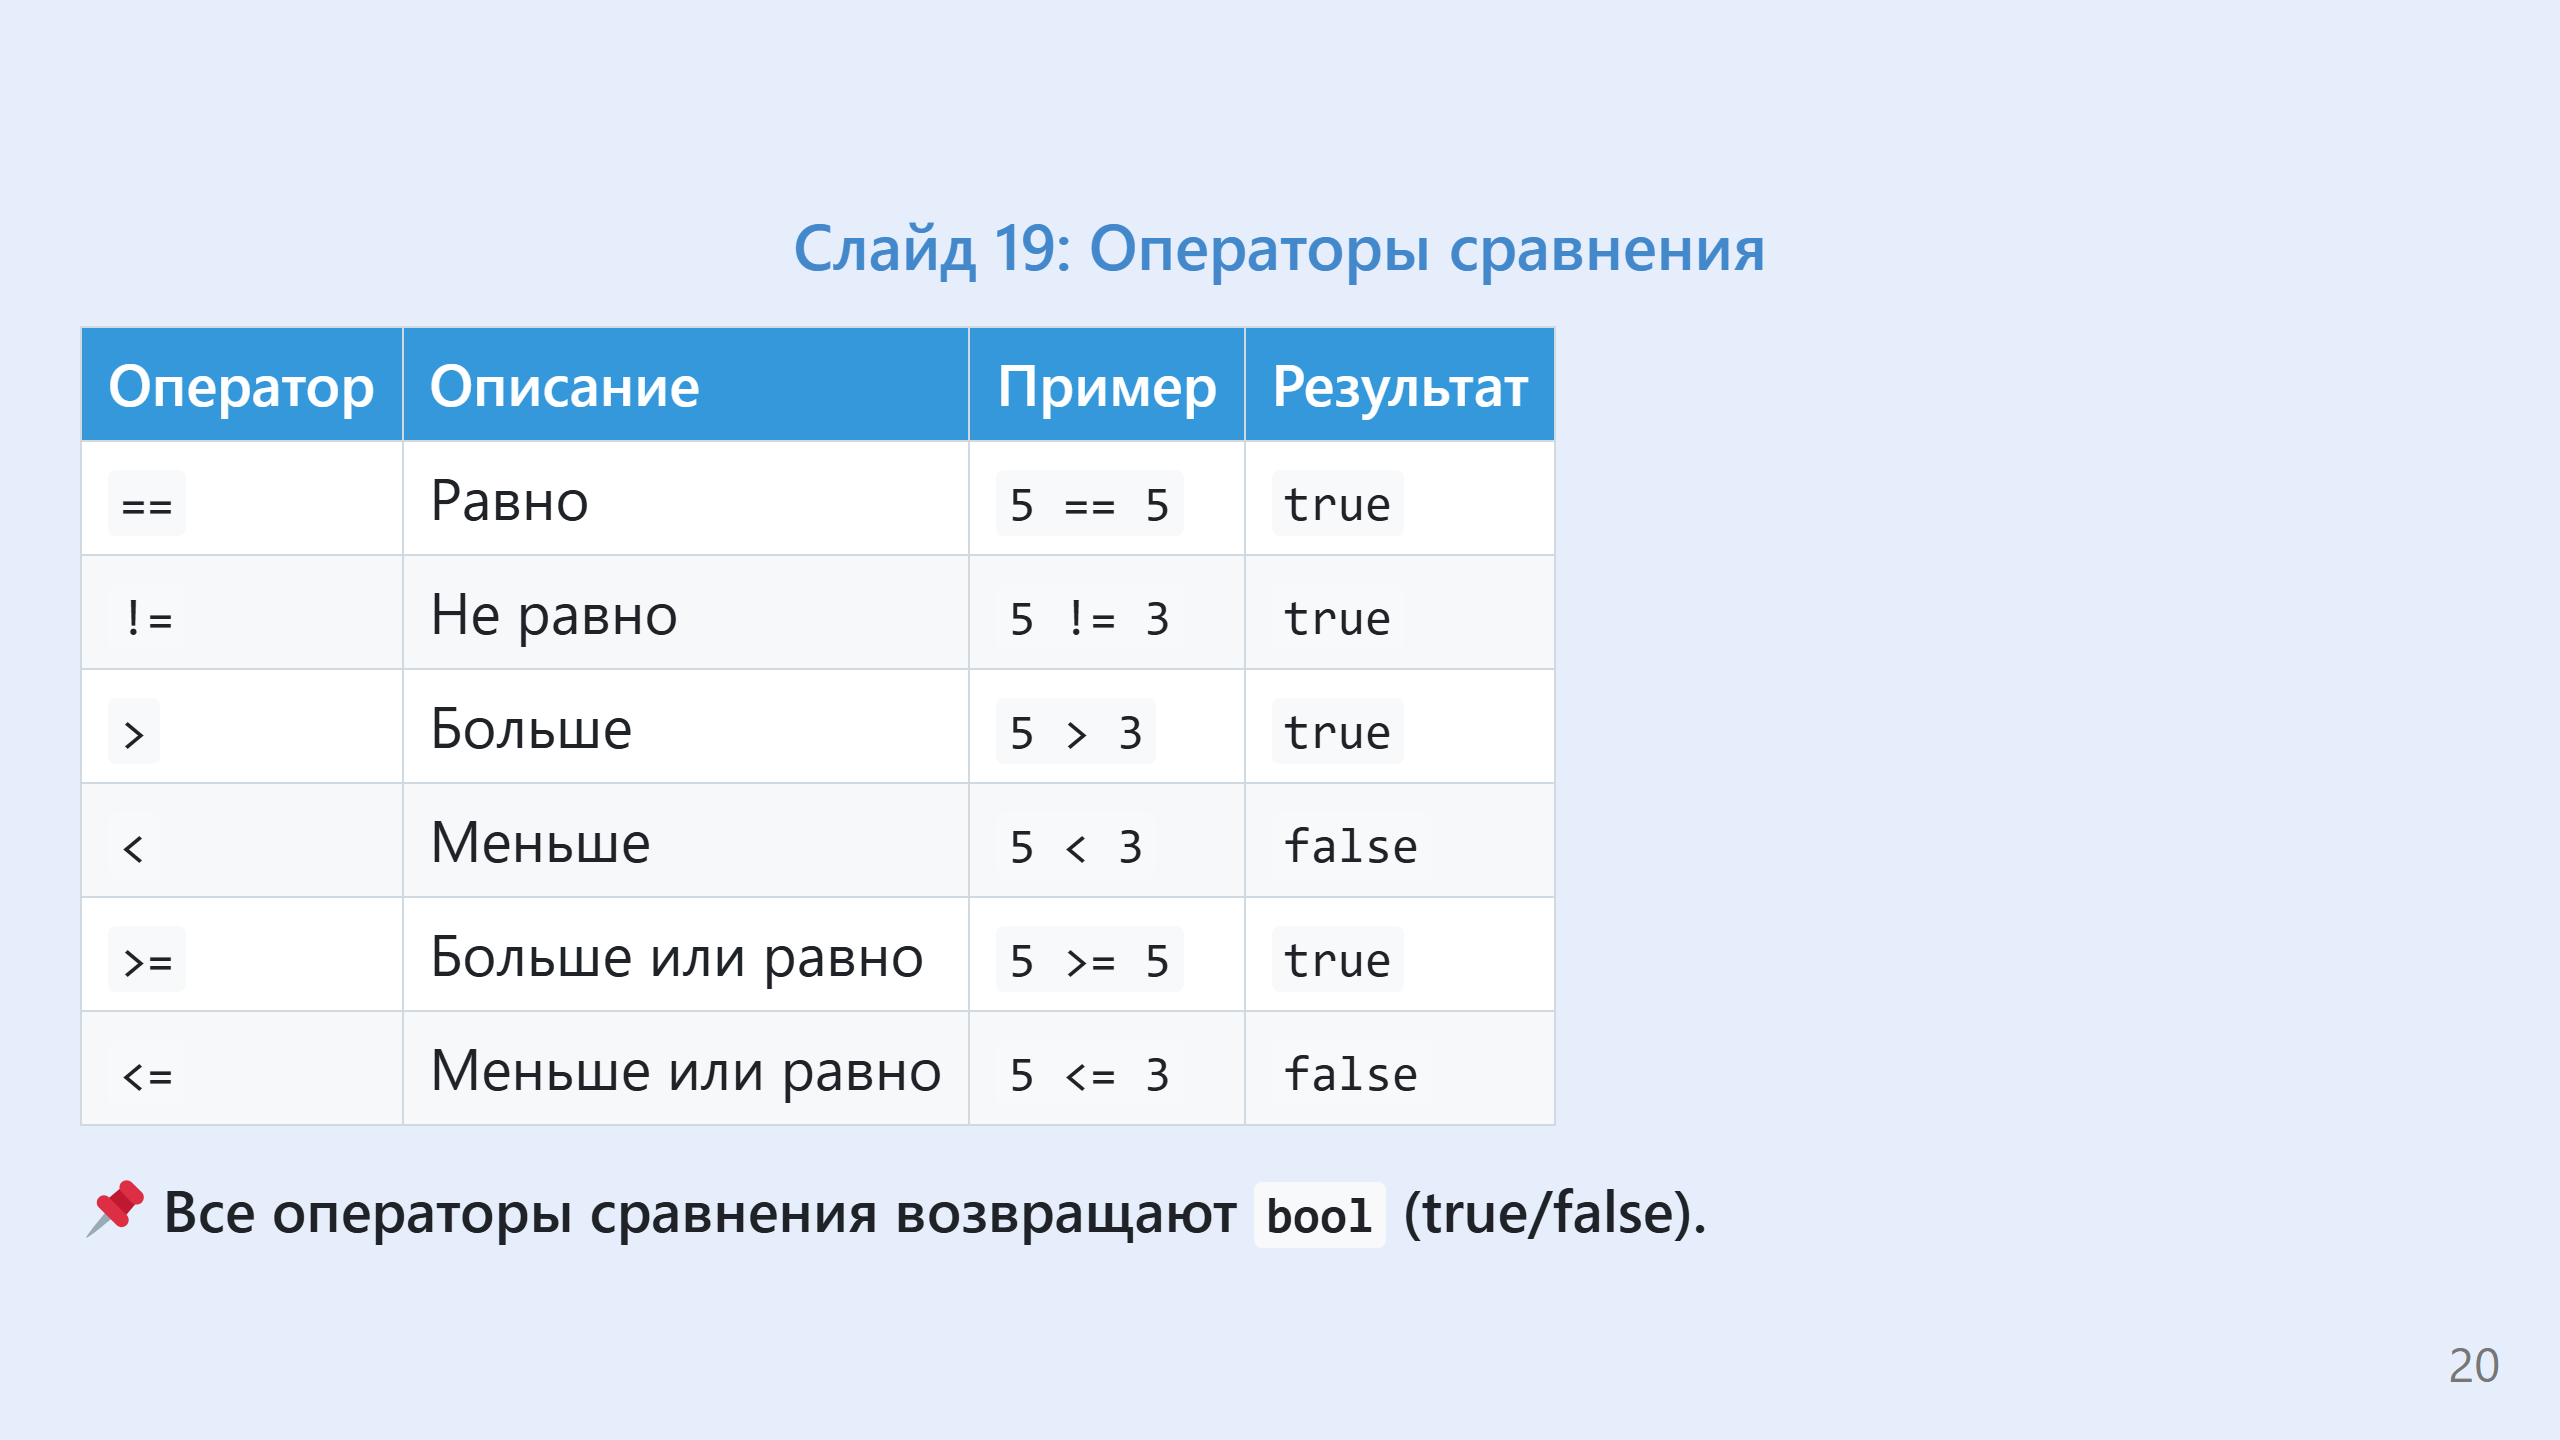 Слайд 19: Операторы сравнения
Оператор Описание Пример Результат
== Равно 5 == 5 true
!= Не равно 5 != 3 true
> Больше 5 > 3 true
< Меньше 5 < 3 false
>= Больше или равно 5 >= 5 true
<= Меньше или равно 5 <= 3 false
📌 Все операторы сравнения возвращают bool (true/false).
20